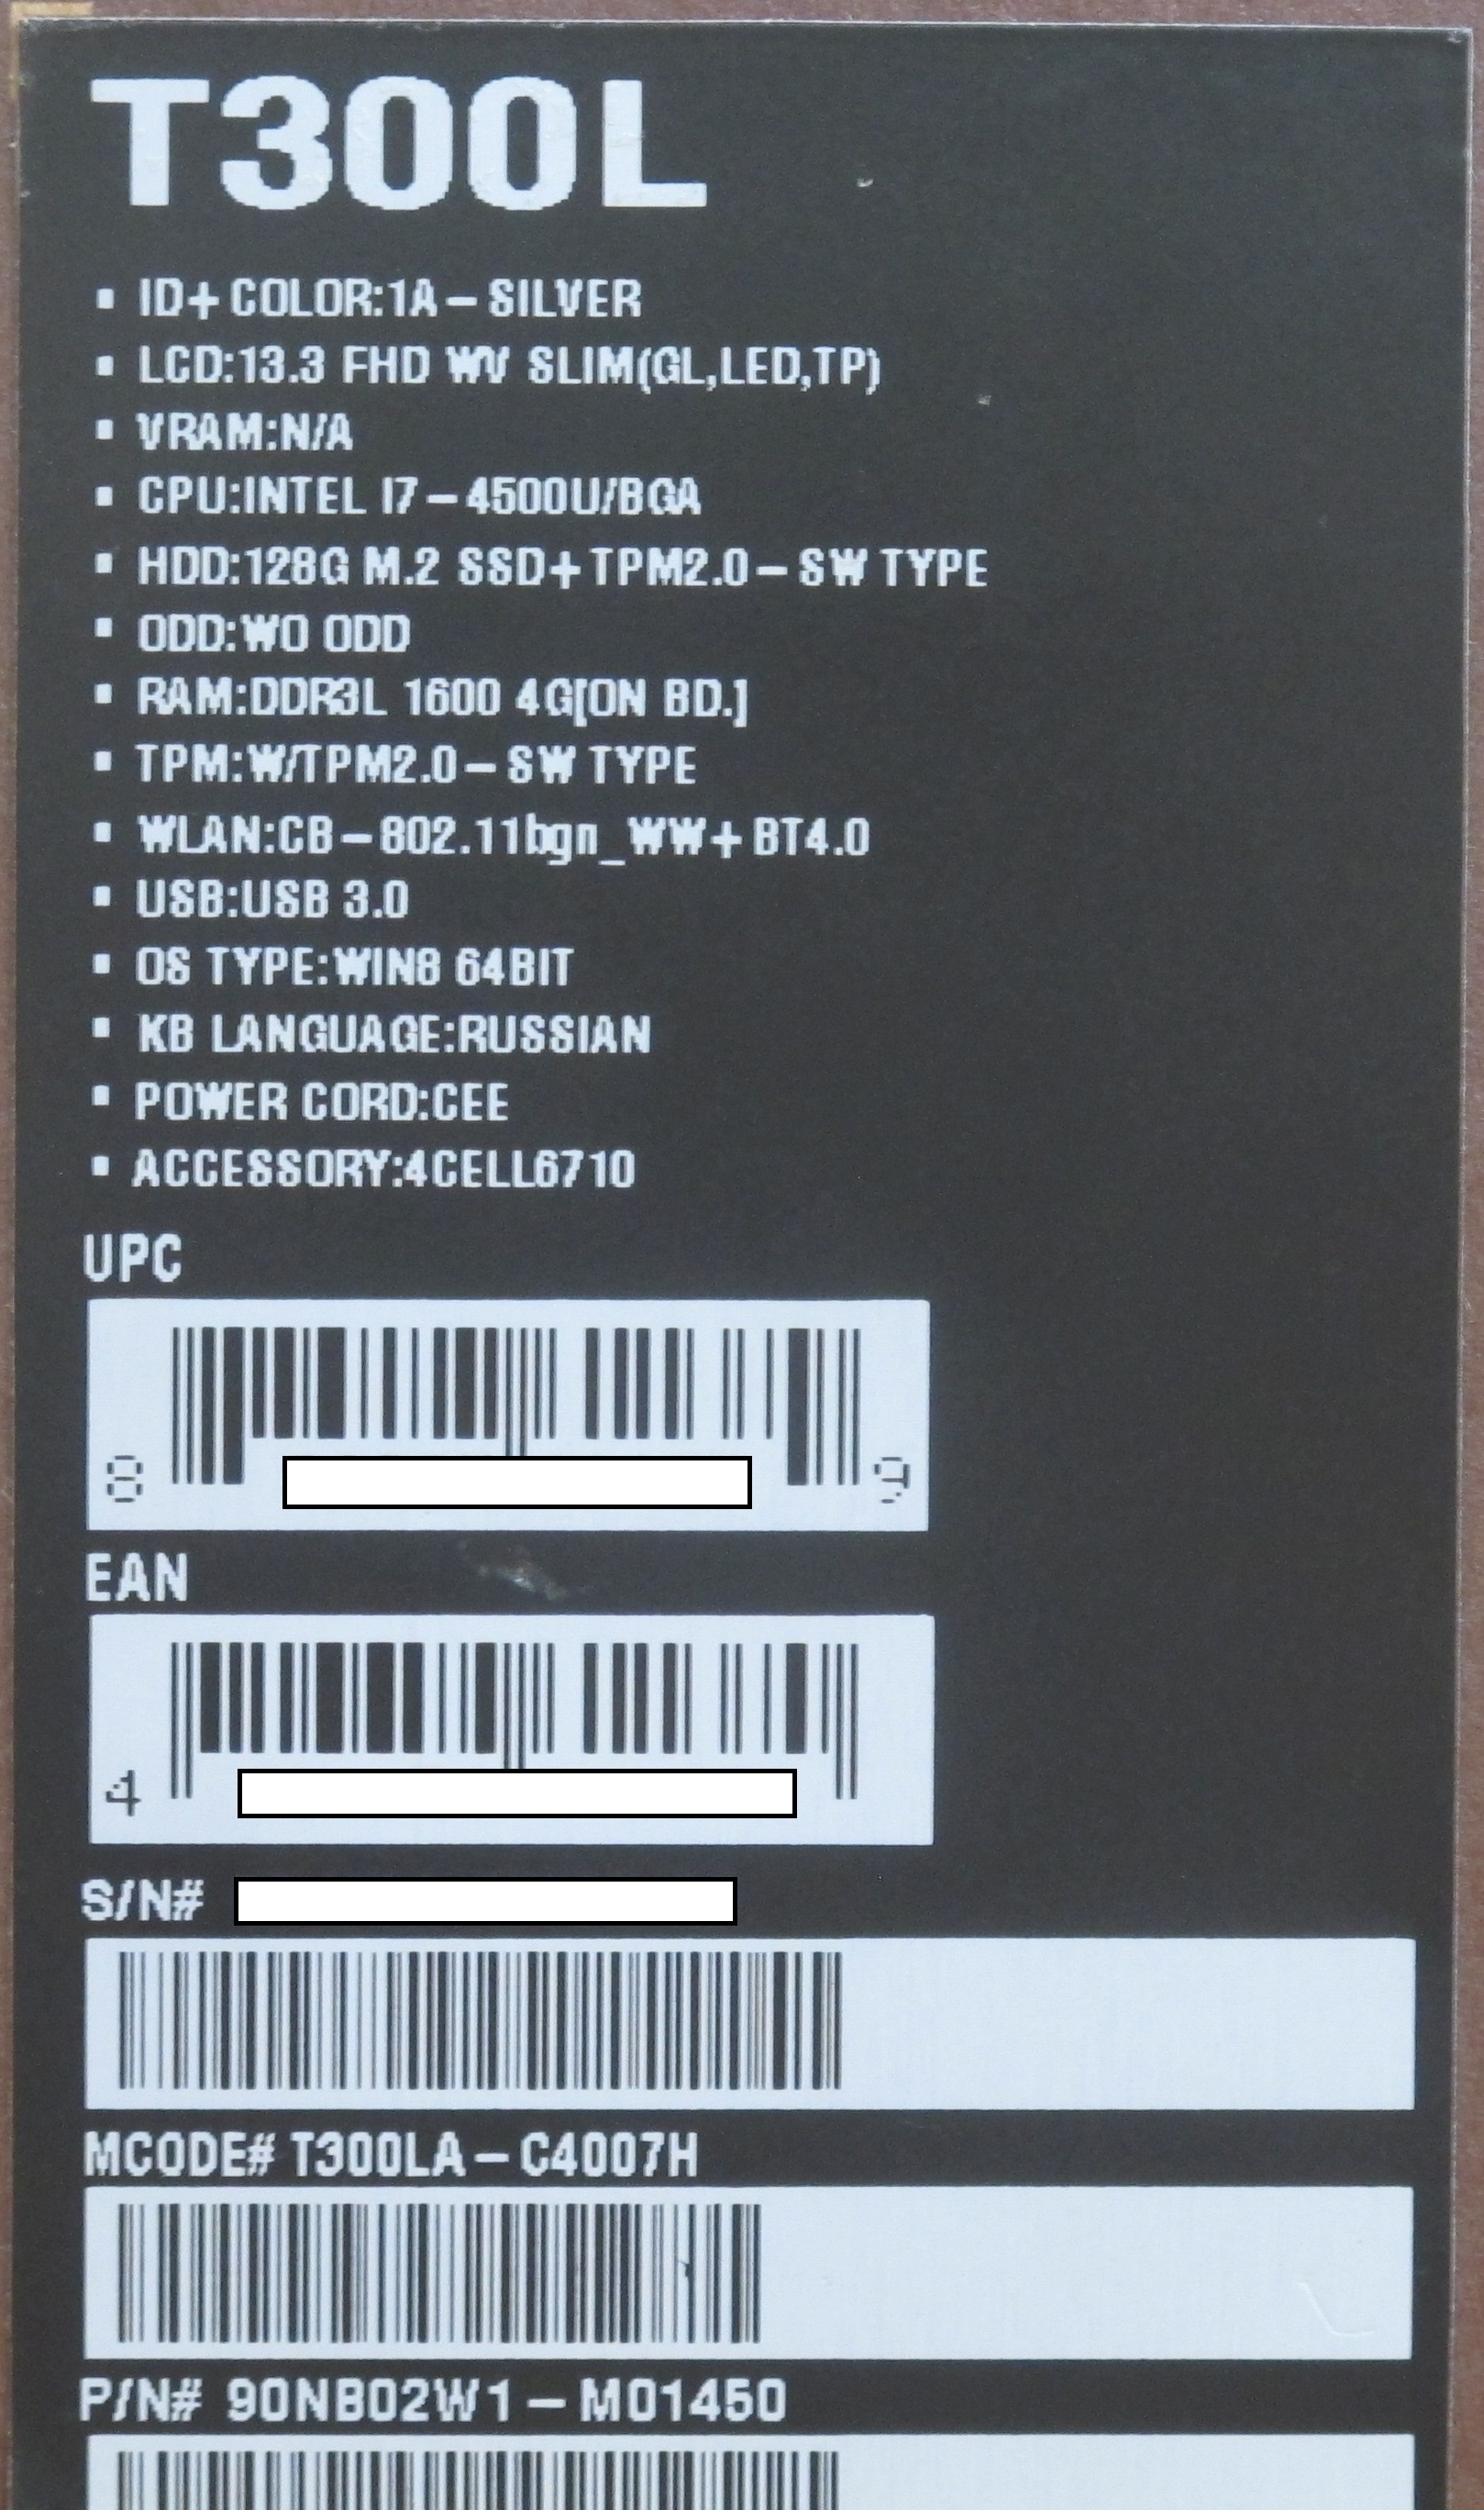 T300L
▪ ID+COLOR:1A-SILVER
▪ LCD:13.3 FHD WV SLIM(GL,LED,TP)
▪ VRAM:N/A
▪ CPU:INTEL I7-4500U/BGA
▪ HDD:128G M.2 SSD+TPM2.0-SW TYPE
▪ ODD:WO ODD
▪ RAM:DDR3L 1600 4G[ON BD.]
▪ TPM:W/TPM2.0-SW TYPE
▪ WLAN:CB-802.11bgn_WW+BT4.0
▪ USB:USB 3.0
▪ OS TYPE:WIN8 64BIT
▪ KB LANGUAGE:RUSSIAN
▪ POWER CORD:CEE
▪ ACCESSORY:4CELL6710
UPC
8 9
EAN
4
S/N#
MCODE# T300LA-C4007H
P/N# 90NB02W1-M01450